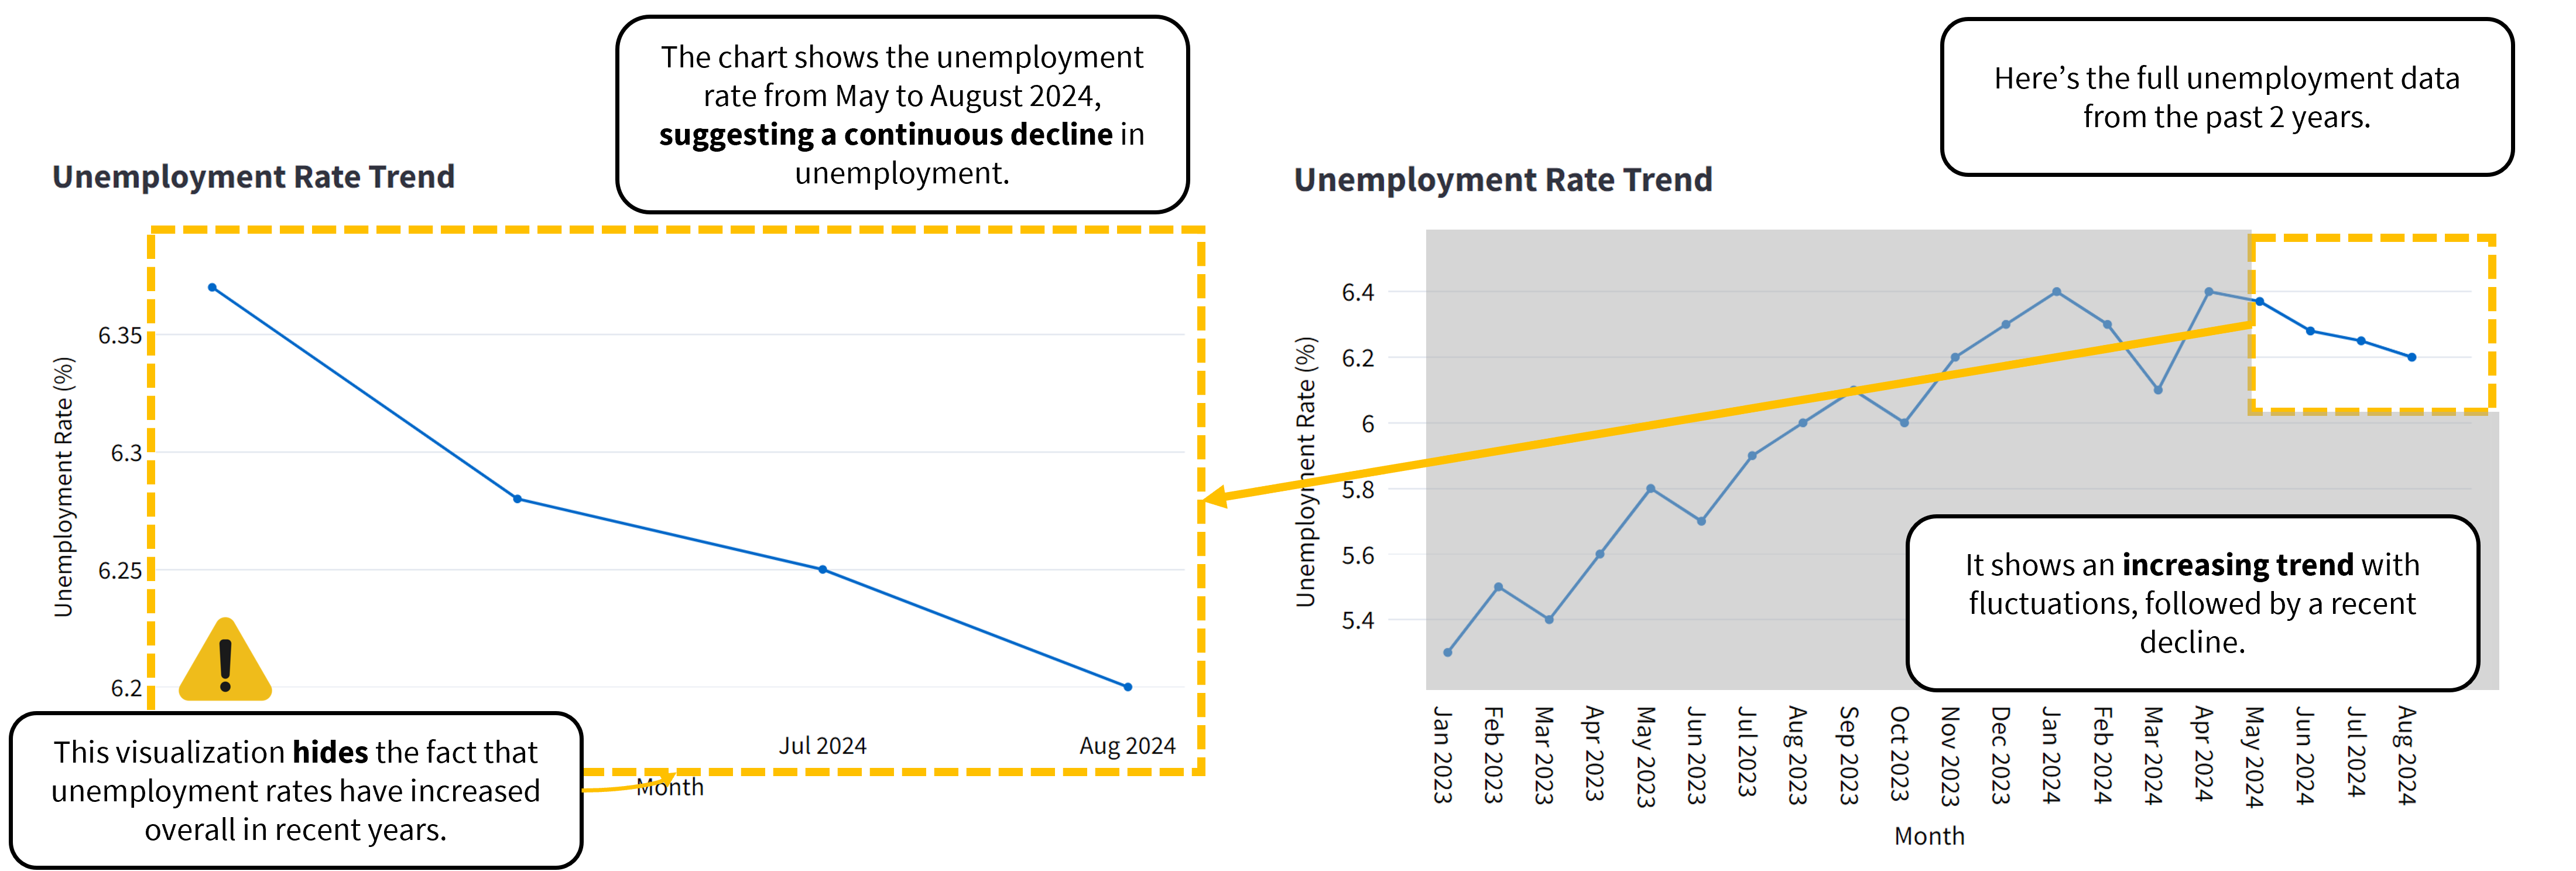 The chart shows the unemployment
rate from May to August 2024,
suggesting a continuous decline in
unemployment.
Unemployment Rate Trend
Unemployment Rate (%)
6.35
6.3
6.25
6.2
Jul 2024
Aug 2024
Month
This visualization hides the fact that
unemployment rates have increased
overall in recent years.
Here’s the full unemployment data
from the past 2 years.
Unemployment Rate Trend
Unemployment Rate (%)
6.4
6.2
6
5.8
5.6
5.4
It shows an increasing trend with
fluctuations, followed by a recent
decline.
Jan 2023
Feb 2023
Mar 2023
Apr 2023
May 2023
Jun 2023
Jul 2023
Aug 2023
Sep 2023
Oct 2023
Nov 2023
Dec 2023
Jan 2024
Feb 2024
Mar 2024
Apr 2024
May 2024
Jun 2024
Jul 2024
Aug 2024
Month